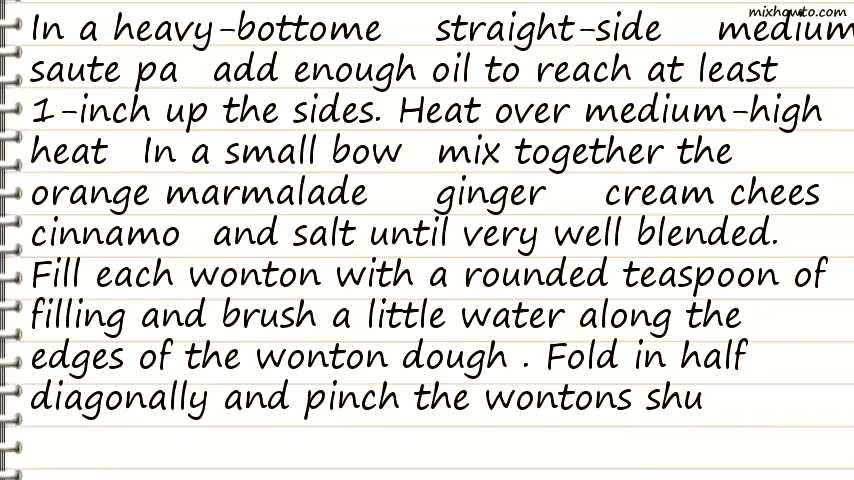 mixhowto.com
In a heavy-bottome straight-side medium
saute pa add enough oil to reach at least
1-inch up the sides. Heat over medium-high
heat In a small bow mix together the
orange marmalade ginger cream chees
cinnamo and salt until very well blended.
Fill each wonton with a rounded teaspoon of
filling and brush a little water along the
edges of the wonton dough . Fold in half
diagonally and pinch the wontons shu